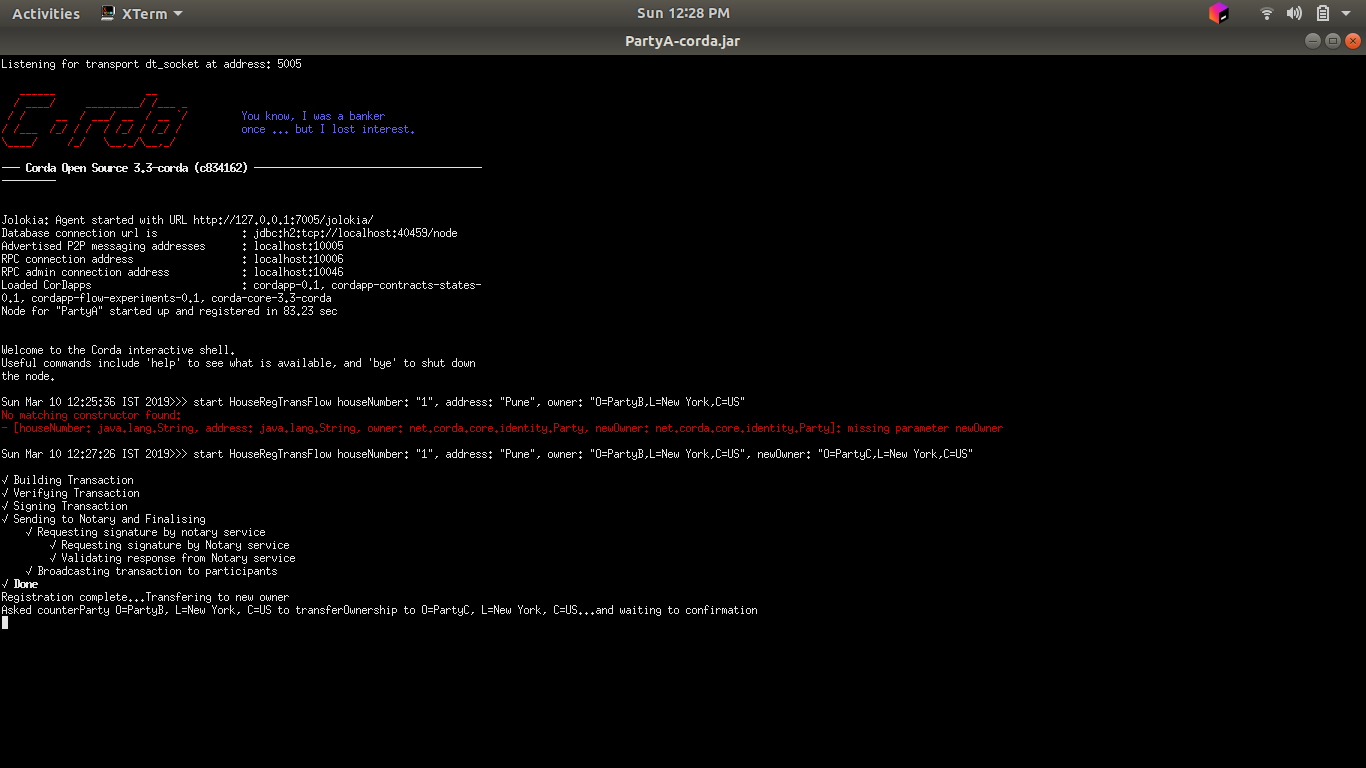 Activities XTerm Sun 12:28 PM
PartyA-corda.jar
Listening for transport dt_socket at address: 5005
Corda
You know, I was a banker
once ... but I lost interest.
--- Corda Open Source 3.3-corda (c834162) -------------------------------------
Jolokia: Agent started with URL http://127.0.0.1:7005/jolokia/
Database connection url is : jdbc:h2:tcp://localhost:40459/node
Advertised P2P messaging addresses : localhost:10005
RPC connection address : localhost:10006
RPC admin connection address : localhost:10046
Loaded CorDapps : cordapp-0.1, cordapp-contracts-states-
0.1, cordapp-flow-experiments-0.1, corda-core-3.3-corda
Node for "PartyA" started up and registered in 83.23 sec
Welcome to the Corda interactive shell.
Useful commands include 'help' to see what is available, and 'bye' to shut down
the node.
Sun Mar 10 12:25:36 IST 2019>>> start HouseRegTransFlow houseNumber: "1", address: "Pune", owner: "O=PartyB,L=New York,C=US"
No matching constructor found:
- [houseNumber: java.lang.String, address: java.lang.String, owner: net.corda.core.identity.Party, newOwner: net.corda.core.identity.Party]: missing parameter newOwner
Sun Mar 10 12:27:26 IST 2019>>> start HouseRegTransFlow houseNumber: "1", address: "Pune", owner: "O=PartyB,L=New York,C=US", newOwner: "O=PartyC,L=New York,C=US"
√ Building Transaction
√ Verifying Transaction
√ Signing Transaction
√ Sending to Notary and Finalising
√ Requesting signature by notary service
√ Requesting signature by Notary service
√ Validating response from Notary service
√ Broadcasting transaction to participants
√ Done
Registration complete...Transfering to new owner
Asked counterParty O=PartyB, L=New York, C=US to transferOwnership to O=PartyC, L=New York, C=US...and waiting to confirmation